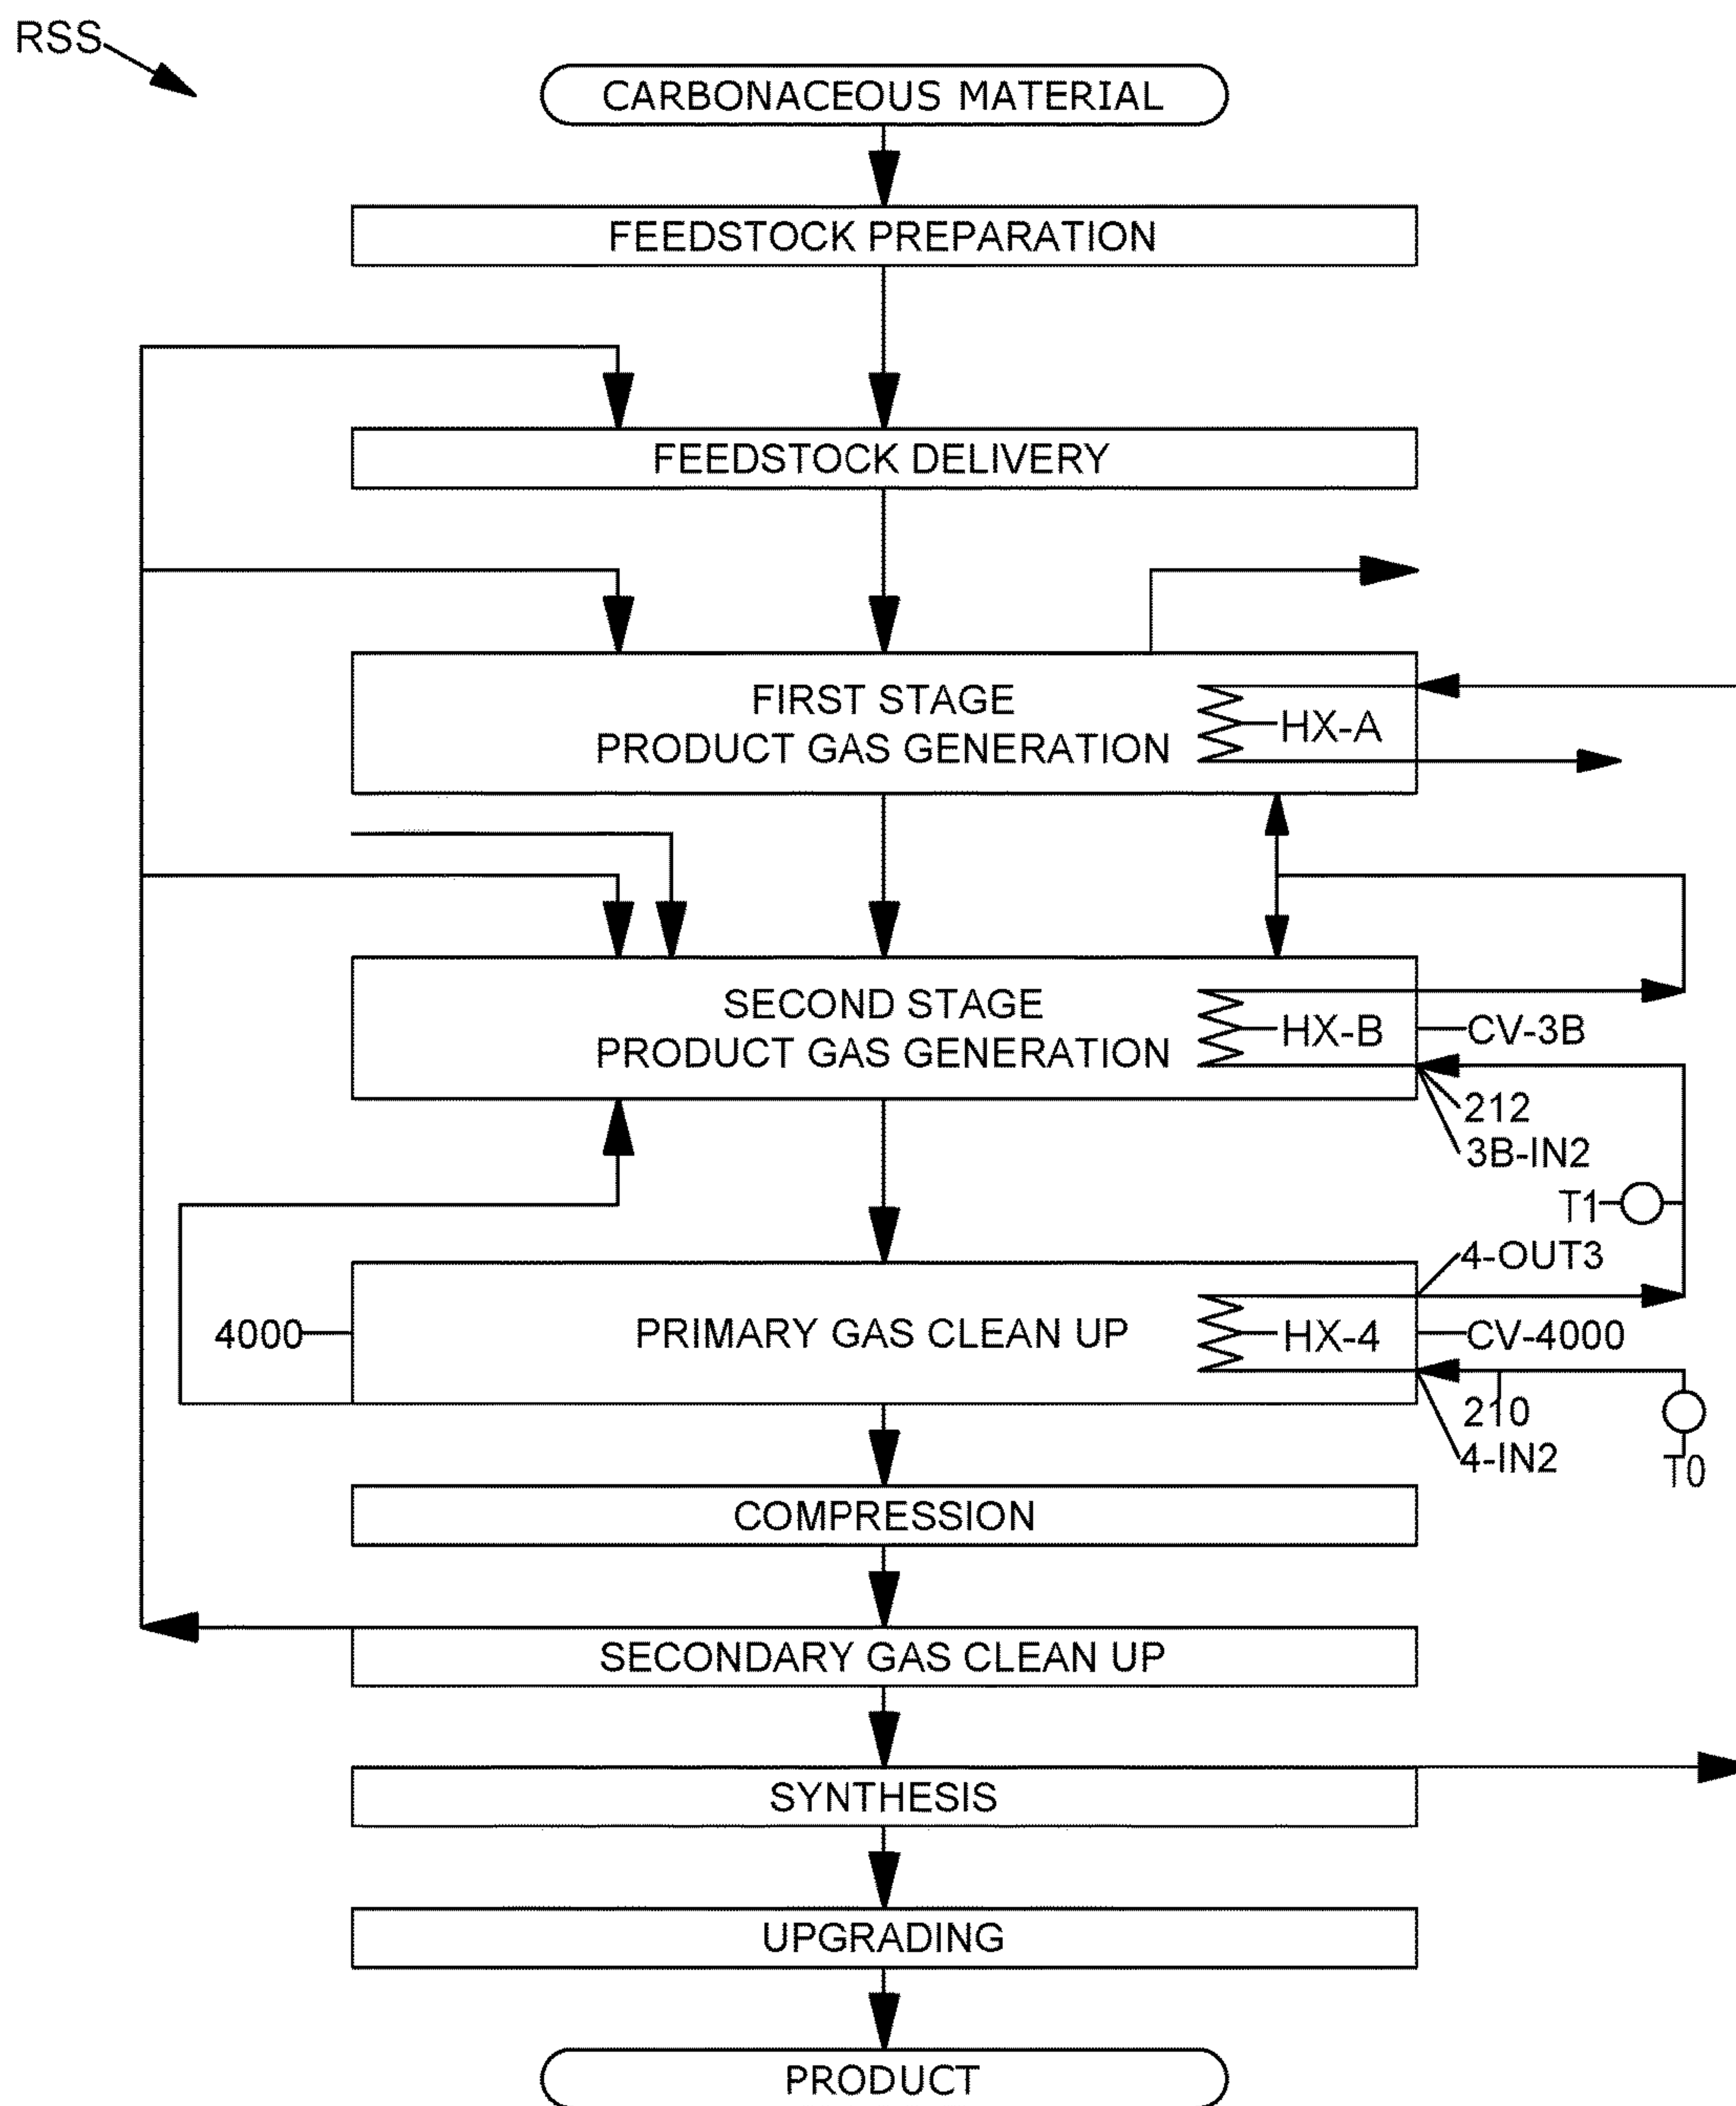 RSS
CARBONACEOUS MATERIAL
FEEDSTOCK PREPARATION
FEEDSTOCK DELIVERY
FIRST STAGE
PRODUCT GAS GENERATION
HX-A
SECOND STAGE
PRODUCT GAS GENERATION
HX-B
CV-3B
212
3B-IN2
T1
4-OUT3
4000
PRIMARY GAS CLEAN UP
HX-4
CV-4000
210
4-IN2
T0
COMPRESSION
SECONDARY GAS CLEAN UP
SYNTHESIS
UPGRADING
PRODUCT